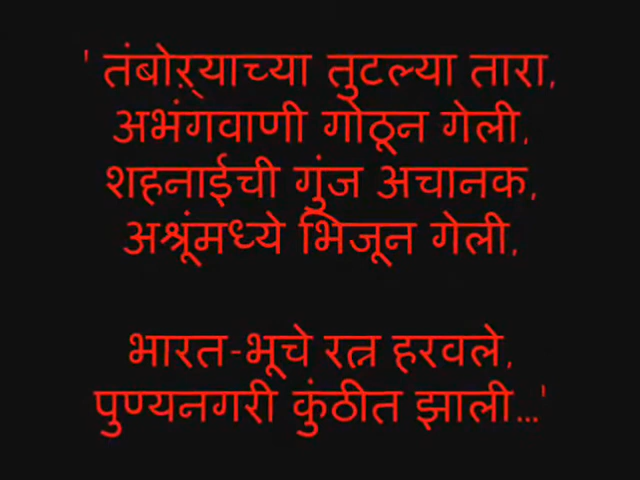 ' तंबोऱ्याच्या तुटल्या तारा,
अभंगवाणी गोठून गेली,
शहनाईची गुंज अचानक,
अश्रूंमध्ये भिजून गेली,
भारत-भूचे रत्न हरवले,
पुण्यनगरी कुंठीत झाली...'